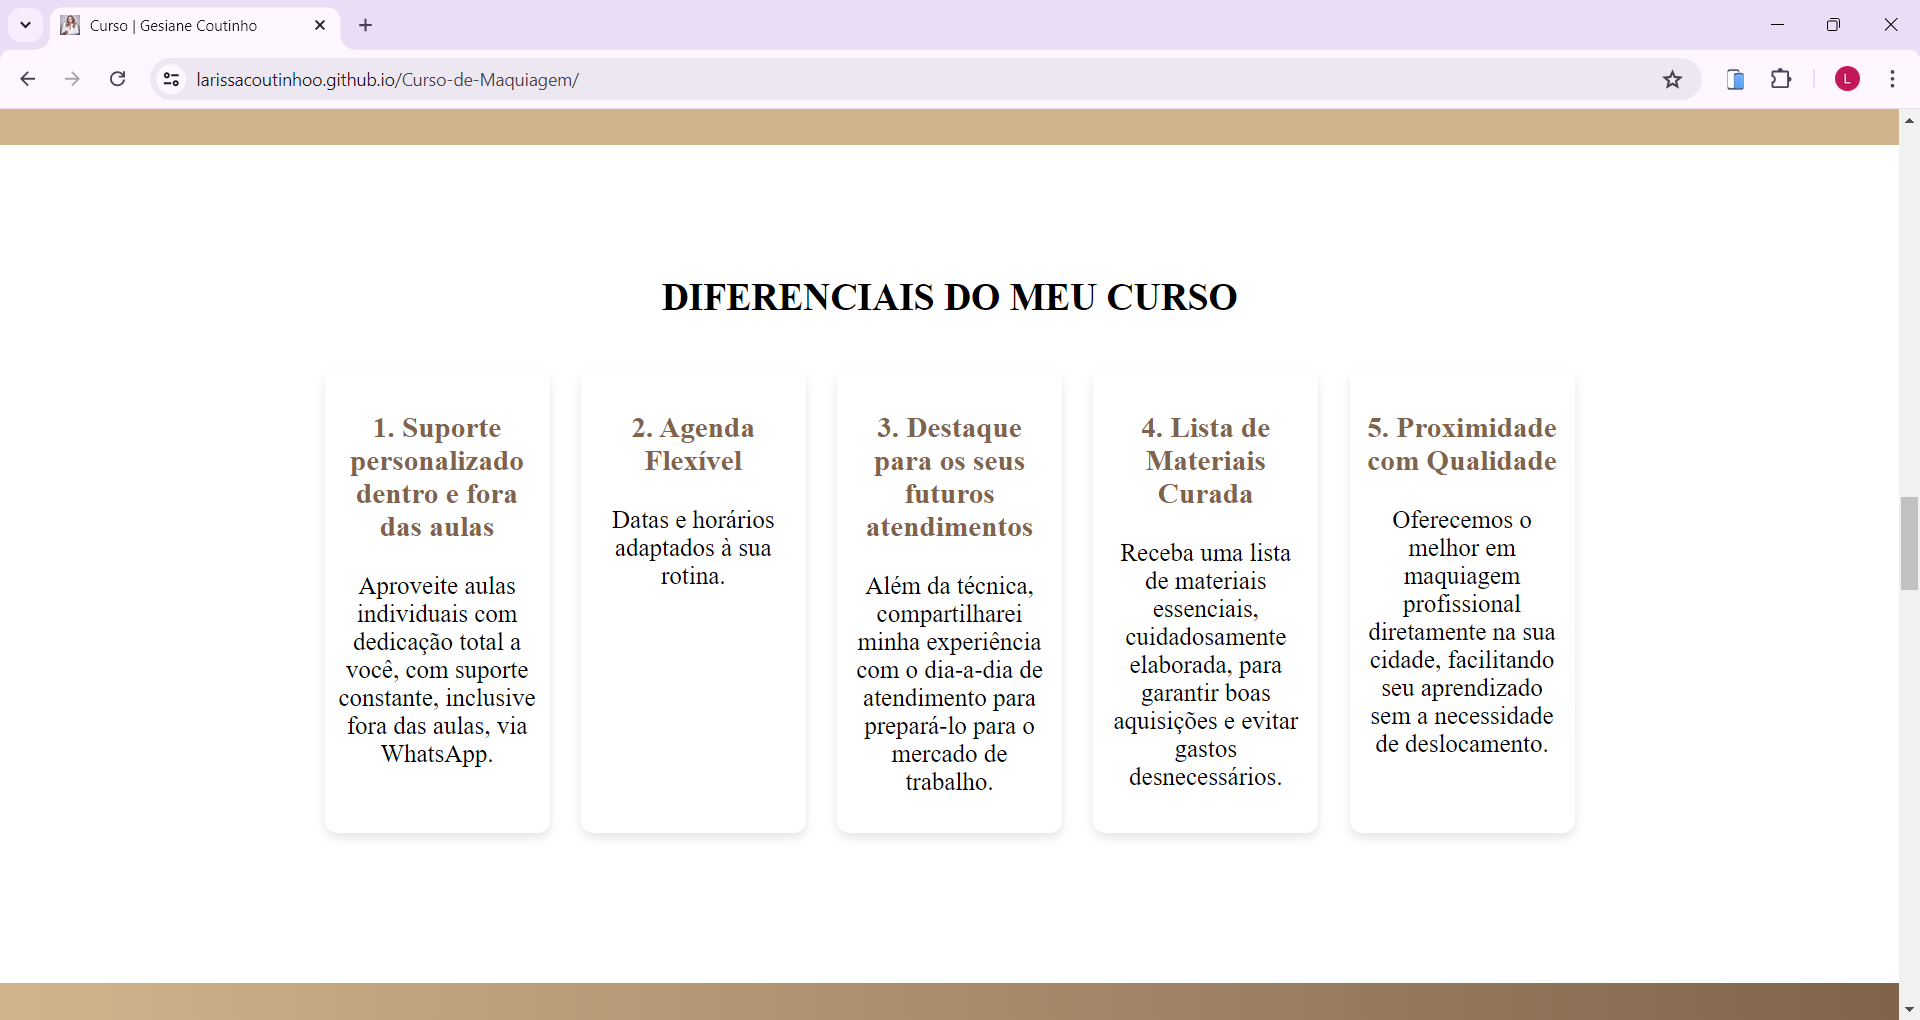 Curso | Gesiane Coutinho
larissacoutinhoo.github.io/Curso-de-Maquiagem/
L
DIFERENCIAIS DO MEU CURSO
1. Suporte
personalizado
dentro e fora
das aulas
Aproveite aulas
individuais com
dedicação total a
você, com suporte
constante, inclusive
fora das aulas, via
WhatsApp.
2. Agenda
Flexível
Datas e horários
adaptados à sua
rotina.
3. Destaque
para os seus
futuros
atendimentos
Além da técnica,
compartilharei
minha experiência
com o dia-a-dia de
atendimento para
prepará-lo para o
mercado de
trabalho.
4. Lista de
Materiais
Curada
Receba uma lista
de materiais
essenciais,
cuidadosamente
elaborada, para
garantir boas
aquisições e evitar
gastos
desnecessários.
5. Proximidade
com Qualidade
Oferecemos o
melhor em
maquiagem
profissional
diretamente na sua
cidade, facilitando
seu aprendizado
sem a necessidade
de deslocamento.